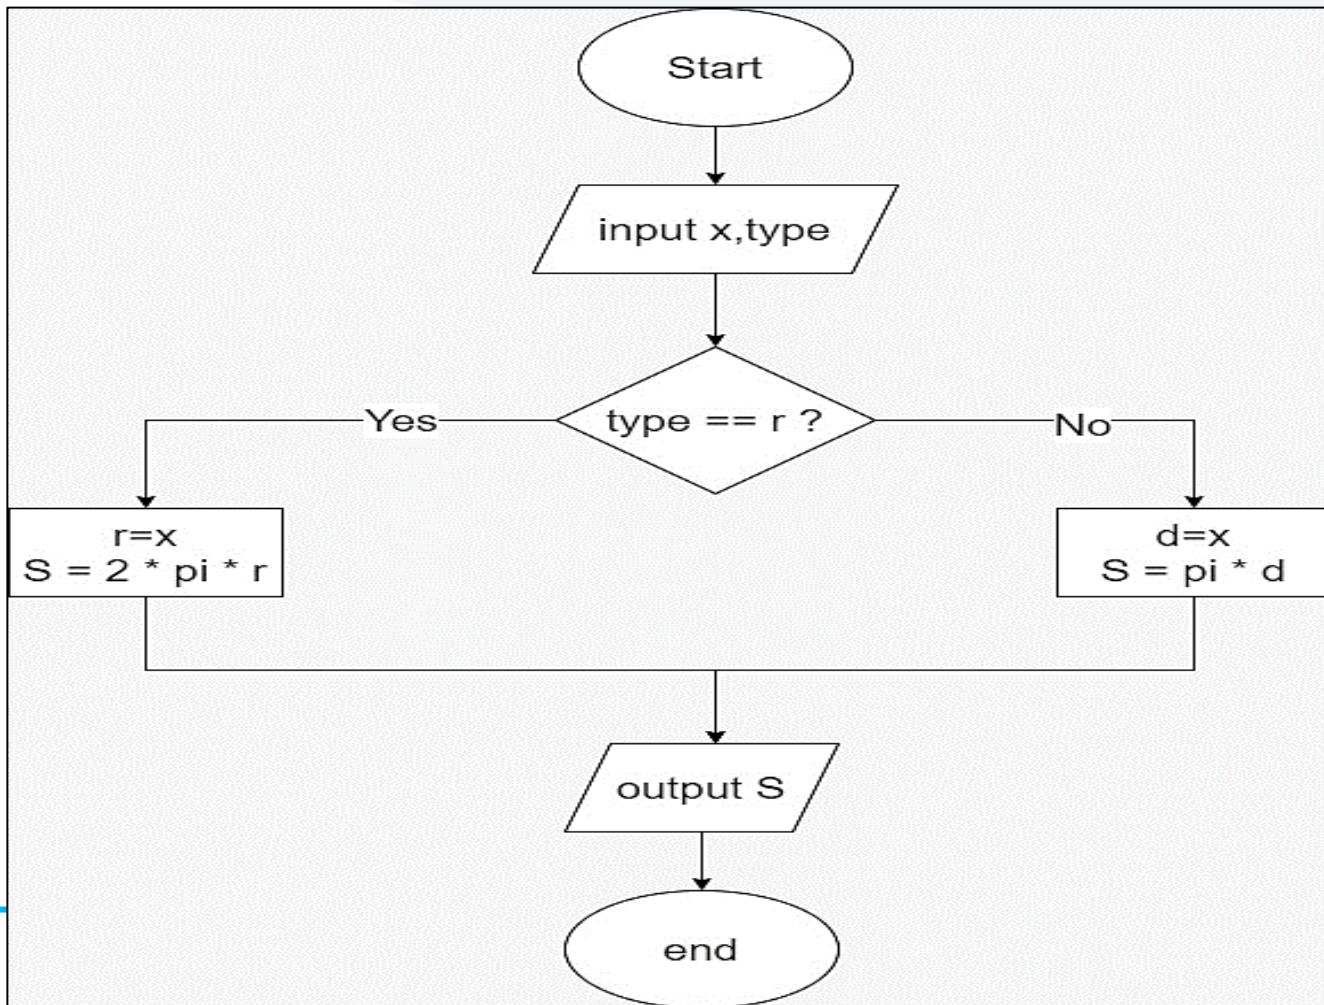 Start
input x,type
type == r ?
Yes
No
r=x
S = 2 * pi * r
d=x
S = pi * d
output S
end